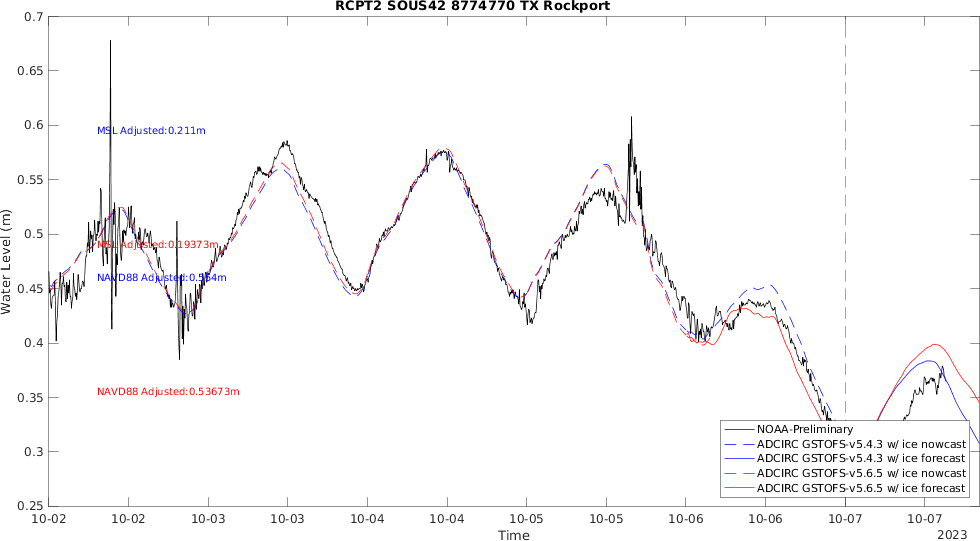 RCPT2 SOUS42 8774770 TX Rockport
0.7
0.65
0.6
0.55
0.5
0.45
0.4
0.35
0.3
0.25
Water Level (m)
MSL Adjusted:0.211m
MSL Adjusted:0.19373m
NAVD88 Adjusted:0.554m
NAVD88 Adjusted:0.53673m
NOAA-Preliminary
ADCIRC GSTOFS-v5.4.3 w/ ice nowcast
ADCIRC GSTOFS-v5.4.3 w/ ice forecast
ADCIRC GSTOFS-v5.6.5 w/ ice nowcast
ADCIRC GSTOFS-v5.6.5 w/ ice forecast
10-02 10-02 10-03 10-03 10-04 10-04 10-05 10-05 10-06 10-06 10-07 10-07
Time
2023